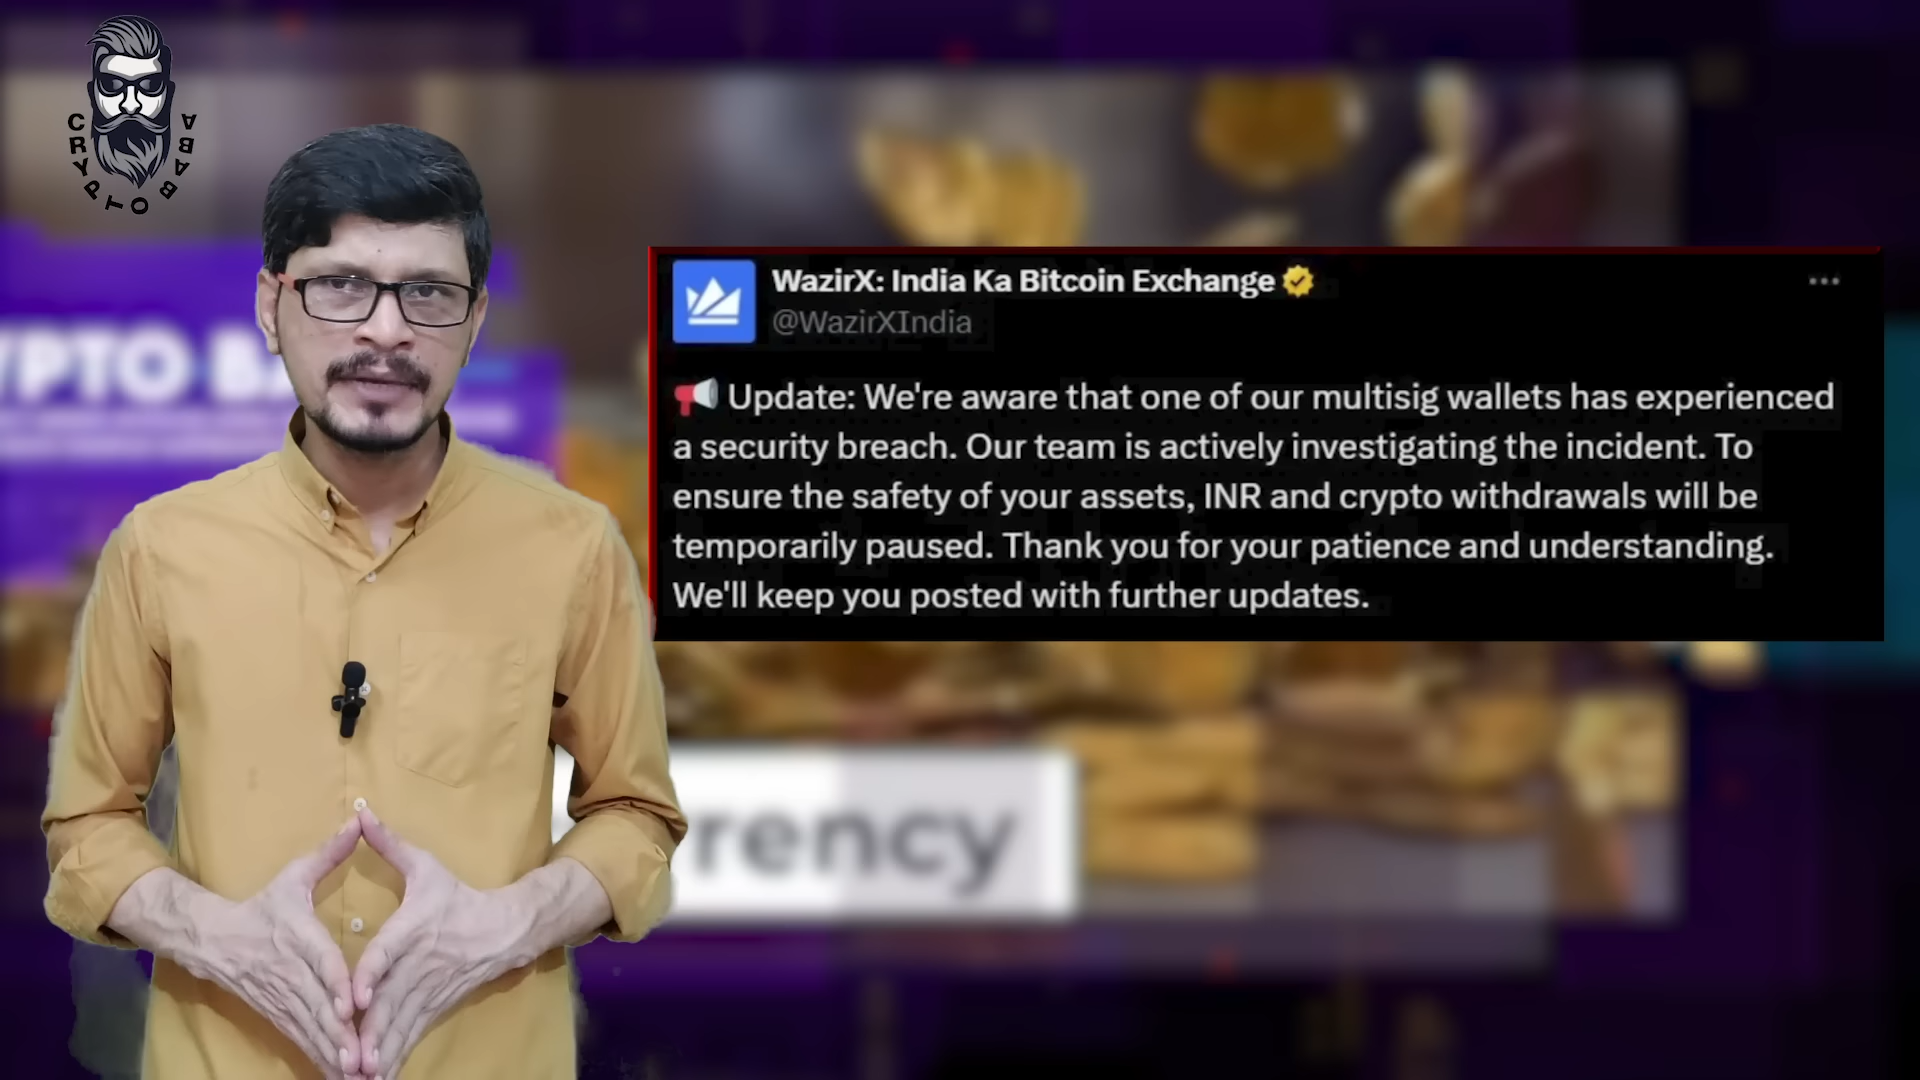 CRYPTO BABA
YPTO BA
WazirX: India Ka Bitcoin Exchange
@WazirXIndia
Update: We're aware that one of our multisig wallets has experienced
a security breach. Our team is actively investigating the incident. To
ensure the safety of your assets, INR and crypto withdrawals will be
temporarily paused. Thank you for your patience and understanding.
We'll keep you posted with further updates.
rency